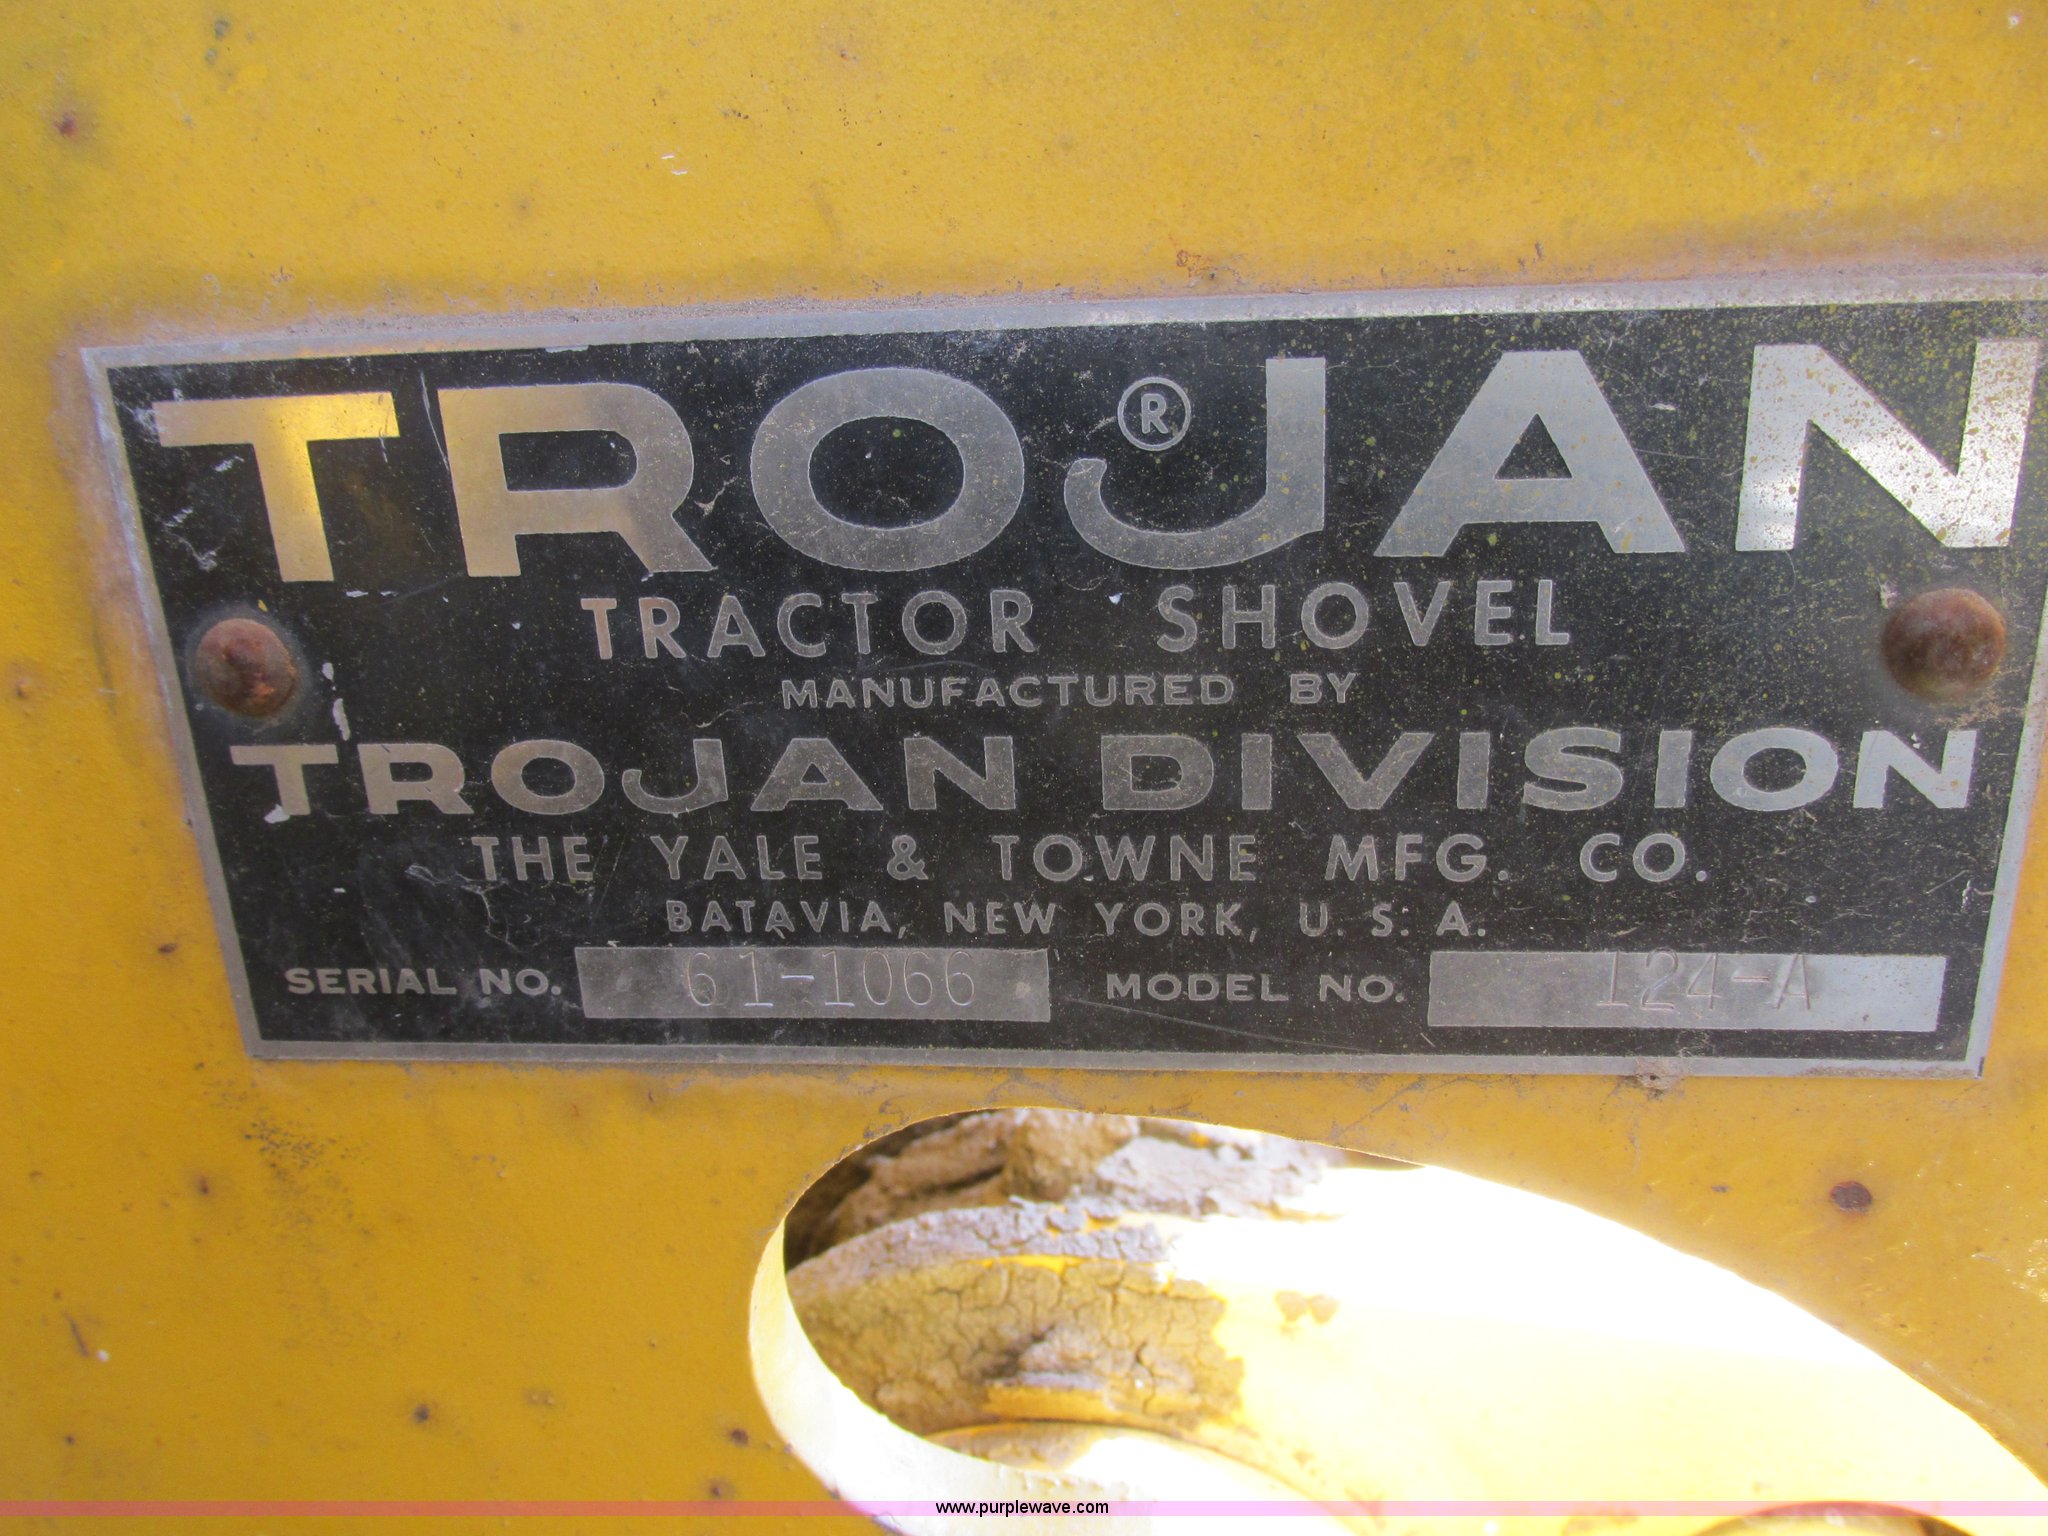 TROJAN ®
TRACTOR SHOVEL
MANUFACTURED BY
TROJAN DIVISION
THE YALE & TOWNE MFG. CO.
BATAVIA, NEW YORK, U. S. A.
SERIAL NO. 61-1066 MODEL NO. 124-A
www.purplewave.com